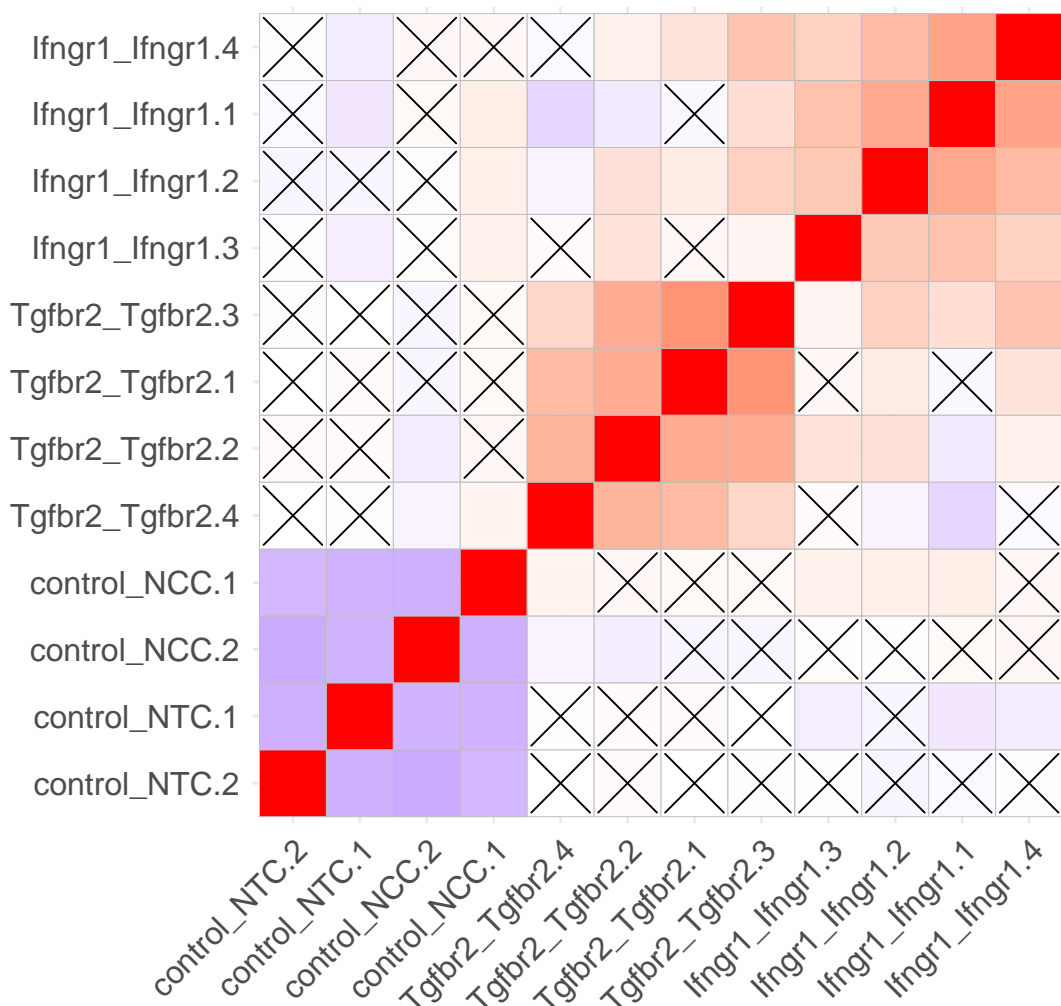 Ifngr1_Ifngr1.4
Ifngr1_Ifngr1.1
Ifngr1_Ifngr1.2
Ifngr1_Ifngr1.3
Tgfbr2_Tgfbr2.3
Tgfbr2_Tgfbr2.1
Tgfbr2_Tgfbr2.2
Tgfbr2_Tgfbr2.4
control_NCC.1
control_NCC.2
control_NTC.1
control_NTC.2
control_NTC.2
control_NTC.1
control_NCC.2
control_NCC.1
Tgfbr2_Tgfbr2.4
Tgfbr2_Tgfbr2.2
Tgfbr2_Tgfbr2.1
Tgfbr2_Tgfbr2.3
Ifngr1_Ifngr1.3
Ifngr1_Ifngr1.2
Ifngr1_Ifngr1.1
Ifngr1_Ifngr1.4